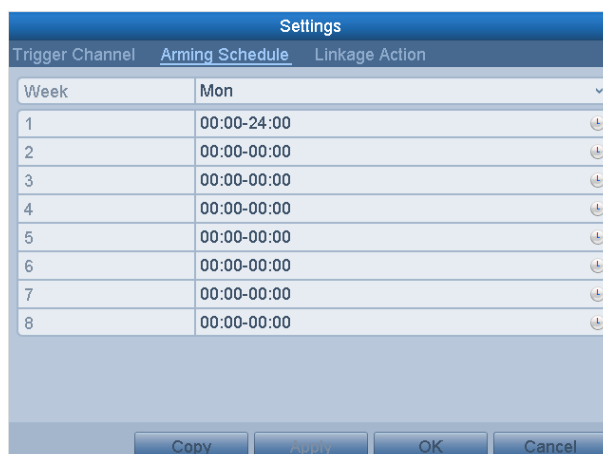 Settings
Trigger Channel Arming Schedule Linkage Action
Week Mon
1 00:00-24:00
2 00:00-00:00
3 00:00-00:00
4 00:00-00:00
5 00:00-00:00
6 00:00-00:00
7 00:00-00:00
8 00:00-00:00
Copy Apply OK Cancel